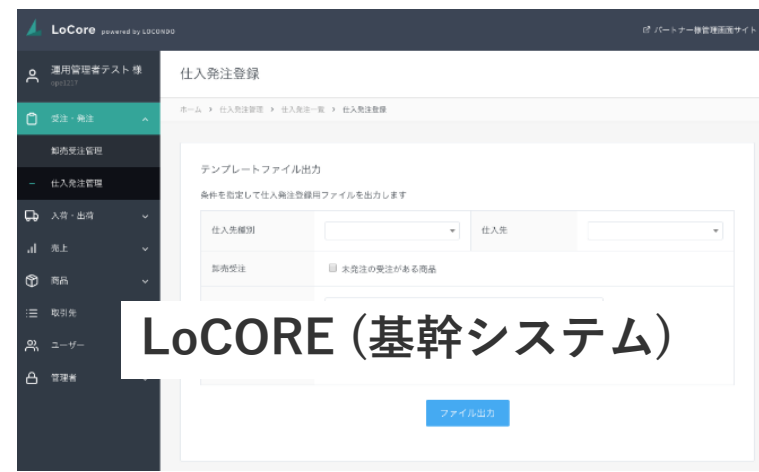 LoCore powered by LOCONDO
パートナー様管理画面サイト
運用管理者テスト 様
仕入発注登録
ホーム > 仕入発注管理 > 仕入発注一覧 > 仕入発注登録
受注・発注
卸売受注管理
仕入発注管理
入荷・出荷
売上
商品
取引先
ユーザー
管理者
テンプレートファイル出力
条件を指定して仕入発注登録用ファイルを出力します
仕入先種別
仕入先
卸売受注
未発注の受注がある商品
LoCORE (基幹システム)
ファイル出力